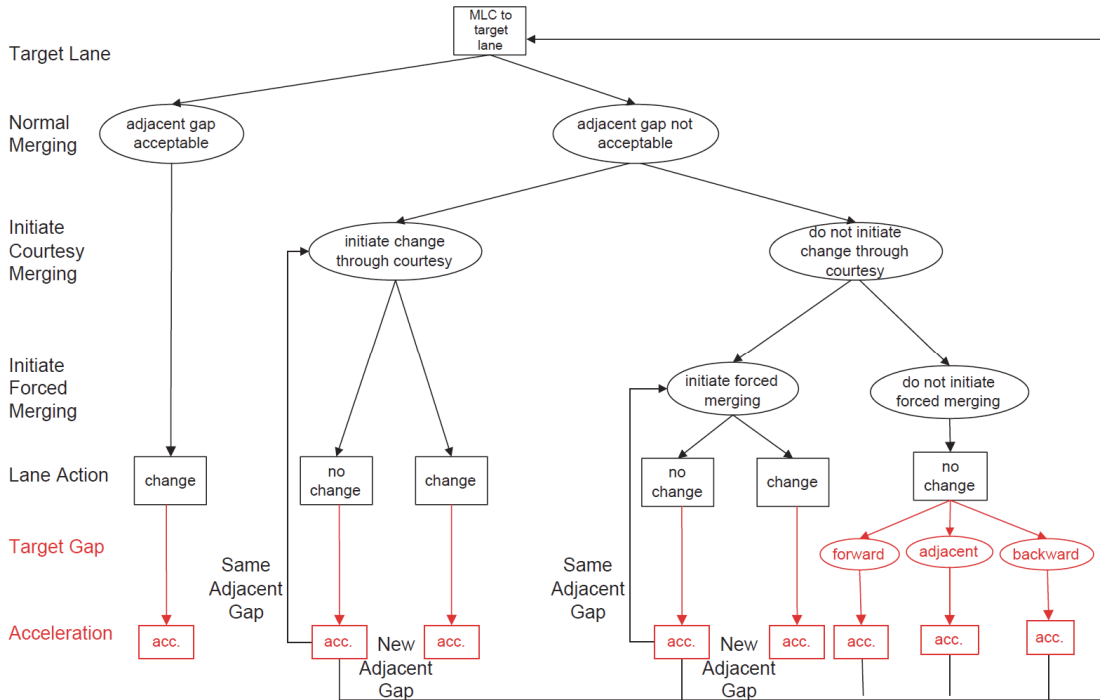 MLC to
target
lane
Target Lane
Normal
Merging
adjacent gap
acceptable
adjacent gap not
acceptable
Initiate
Courtesy
Merging
initiate change
through courtesy
do not initiate
change through
courtesy
Initiate
Forced
Merging
initiate forced
merging
do not initiate
forced merging
Lane Action
change
no
change
change
no
change
change
no
change
Target Gap
forward
adjacent
backward
Same
Adjacent
Gap
Same
Adjacent
Gap
Acceleration
acc.
acc.
acc.
acc.
acc.
acc.
acc.
acc.
New
Adjacent
Gap
New
Adjacent
Gap